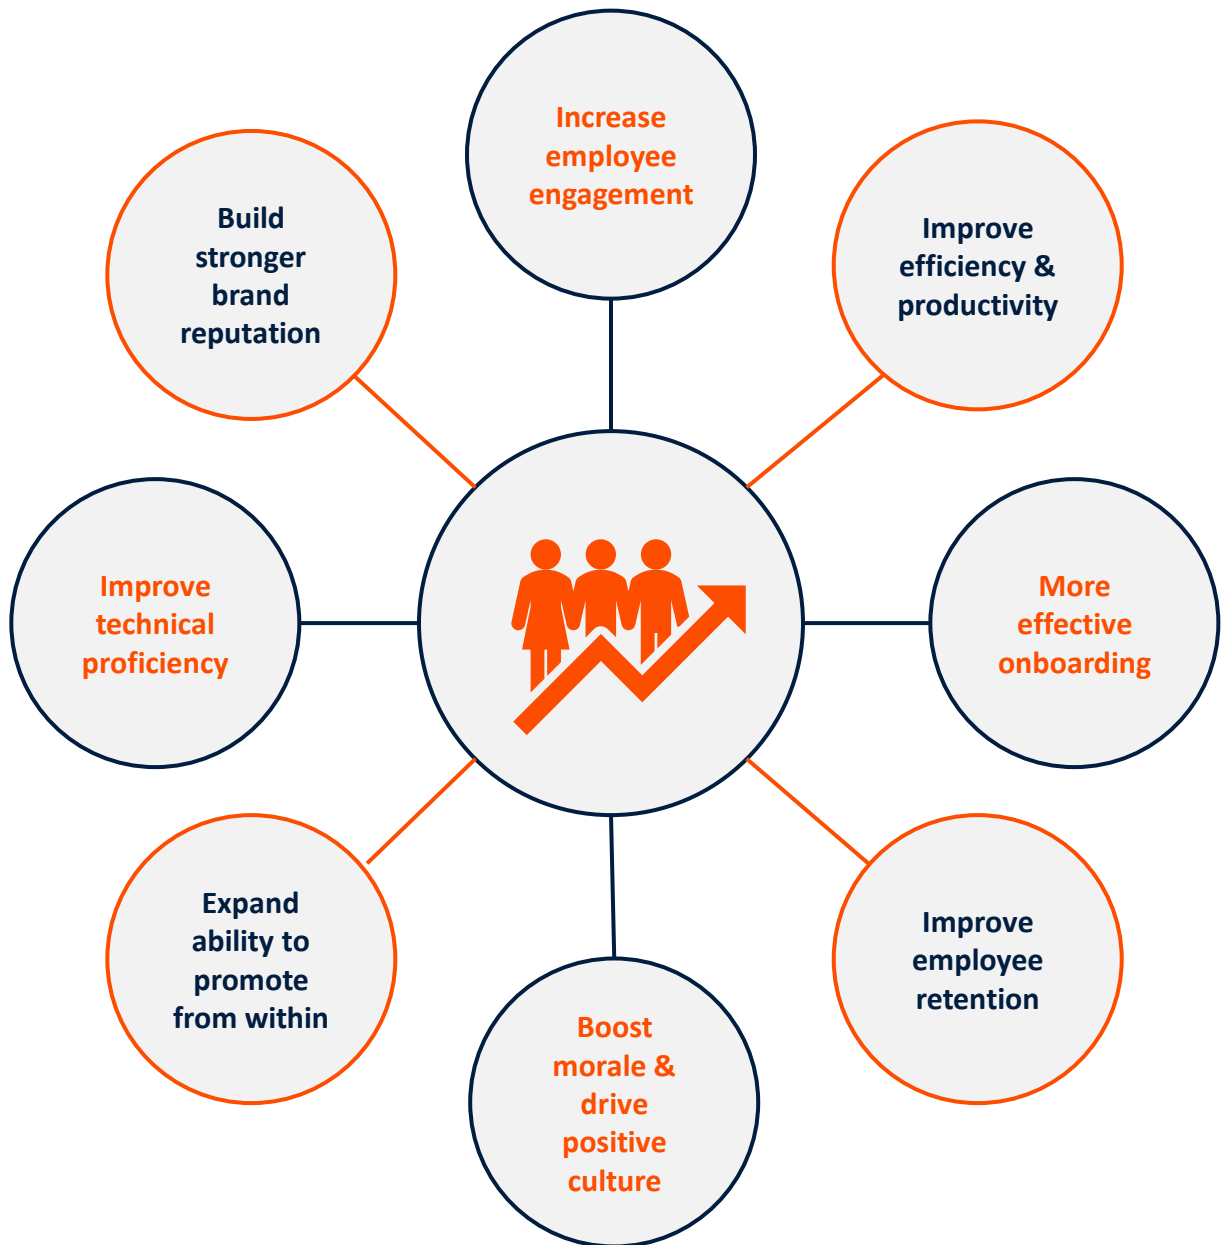 Increase
employee
engagement
Improve
efficiency &
productivity
More
effective
onboarding
Improve
employee
retention
Boost
morale &
drive
positive
culture
Expand
ability to
promote
from within
Improve
technical
proficiency
Build
stronger
brand
reputation